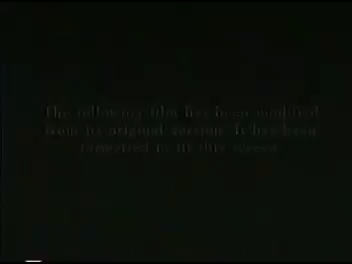 The following film has been modified
from its original version. It has been
formatted to fit this screen.